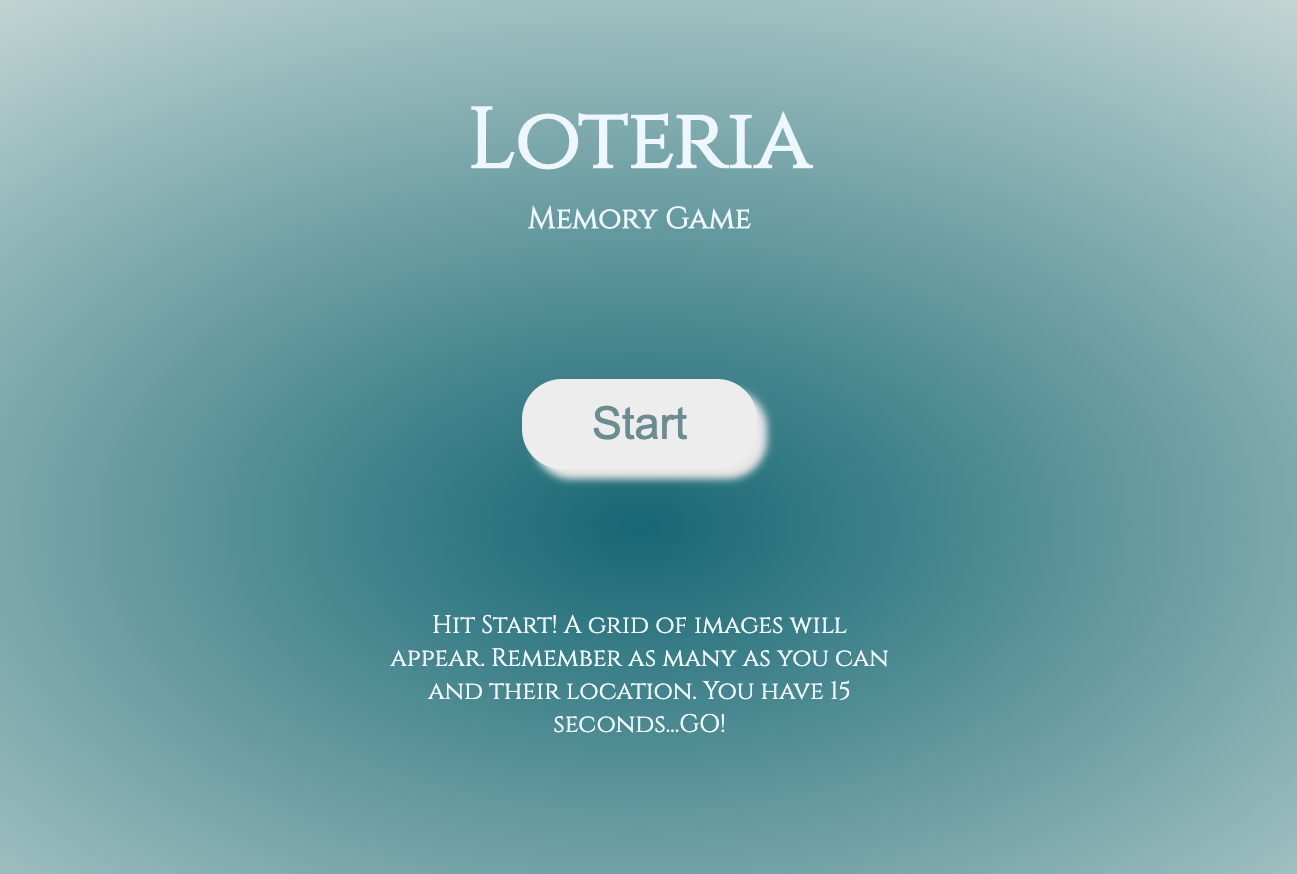 Loteria
Memory Game
Start
Hit Start! A grid of images will
appear. Remember as many as you can
and their location. You have 15
seconds...GO!